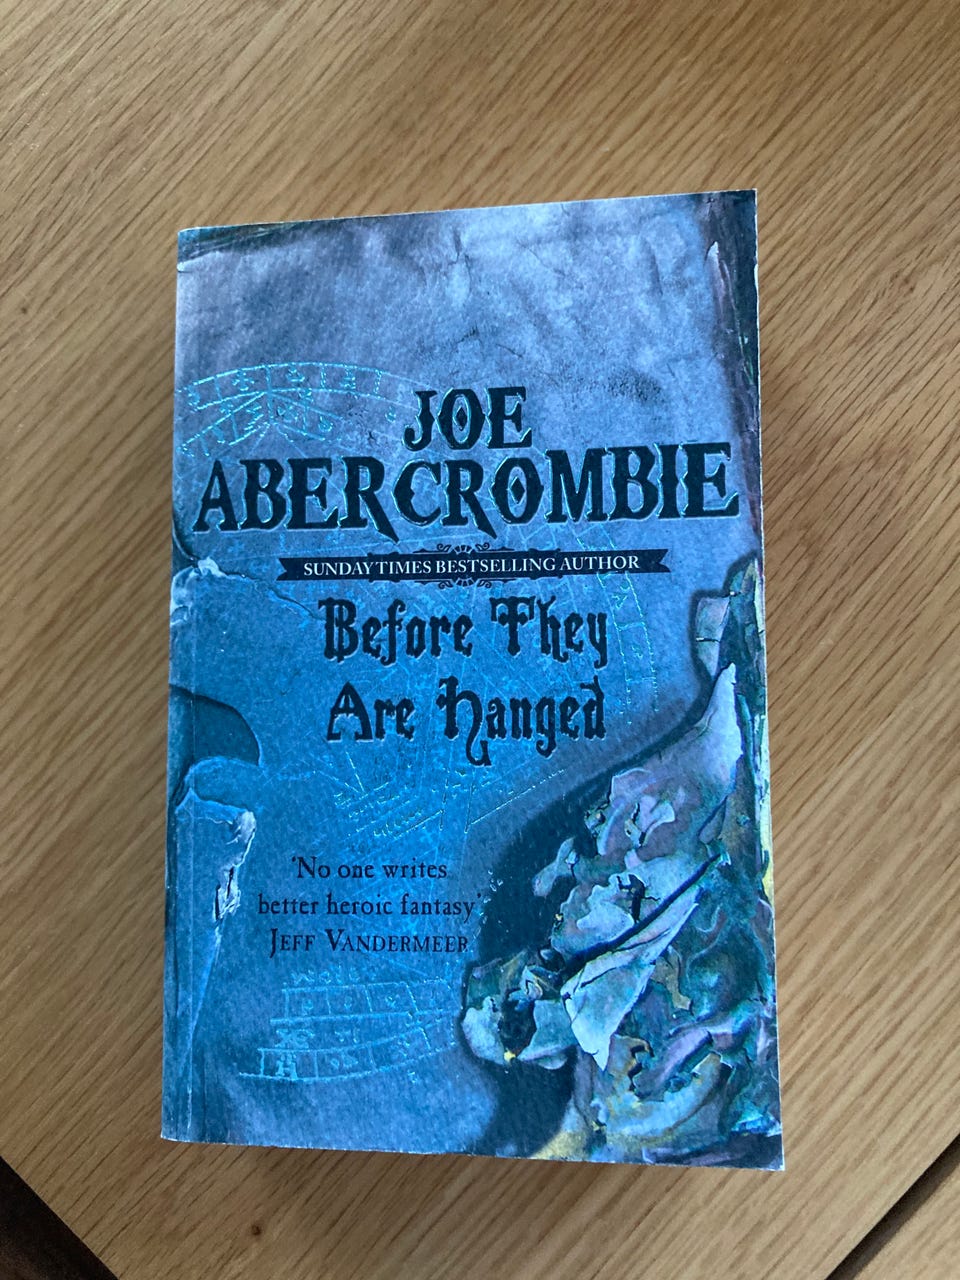 JOE
ABERCROMBIE
SUNDAY TIMES BESTSELLING AUTHOR
Before They
Are Hanged
'No one writes
better heroic fantasy'
JEFF VANDERMEER